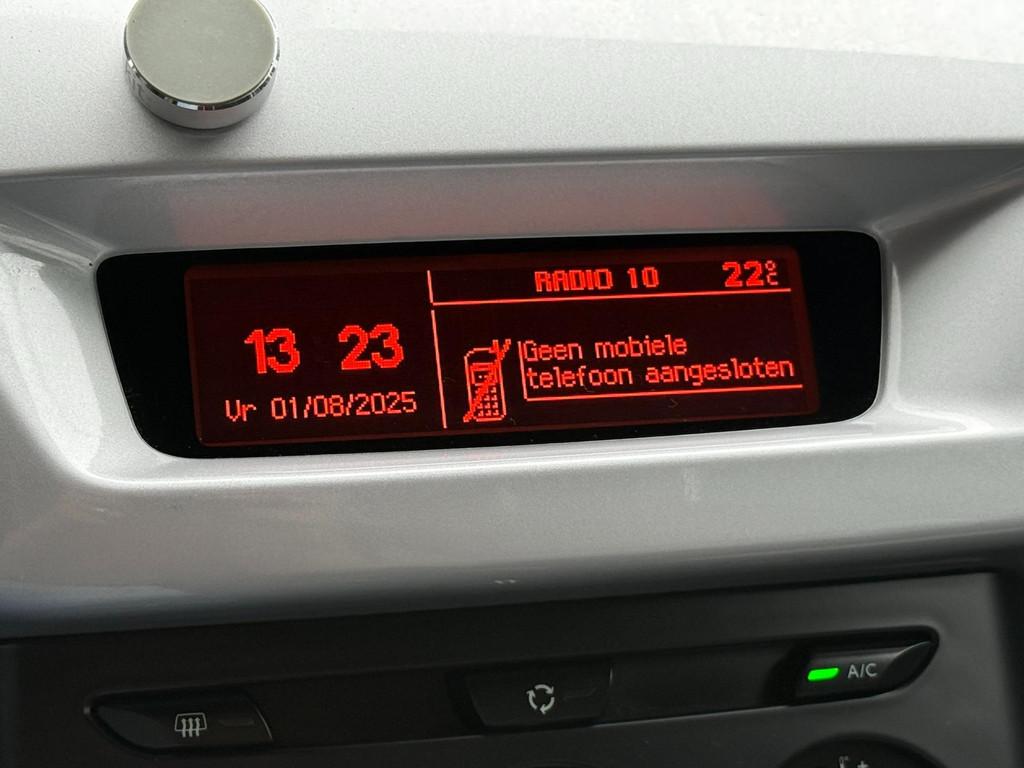 RADIO 10 22°C
13 23
Vr 01/08/2025
Geen mobiele
telefoon aangesloten
A/C